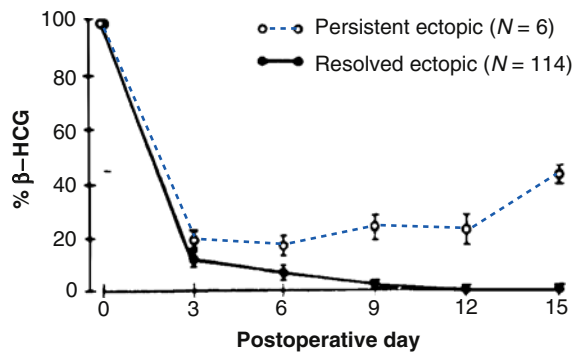 100
80
60
40
20
0
% β–HCG
Persistent ectopic (N = 6)
Resolved ectopic (N = 114)
0 3 6 9 12 15
Postoperative day